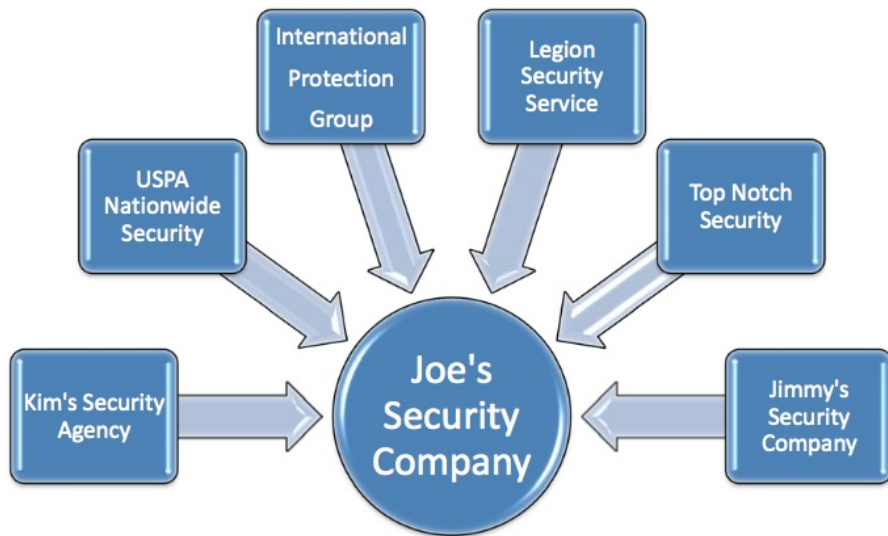 International
Protection
Group
Legion
Security
Service
USPA
Nationwide
Security
Top Notch
Security
Kim's Security
Agency
Joe's
Security
Company
Jimmy's
Security
Company